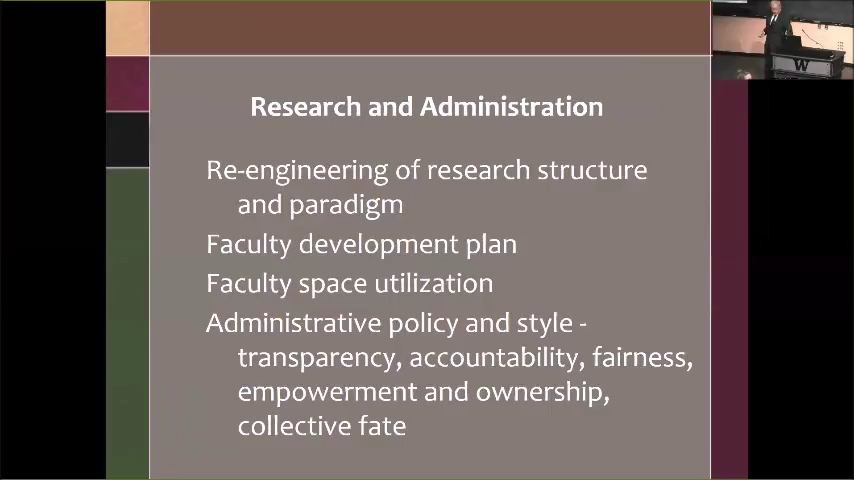 Research and Administration
Re-engineering of research structure
and paradigm
Faculty development plan
Faculty space utilization
Administrative policy and style -
transparency, accountability, fairness,
empowerment and ownership,
collective fate
W